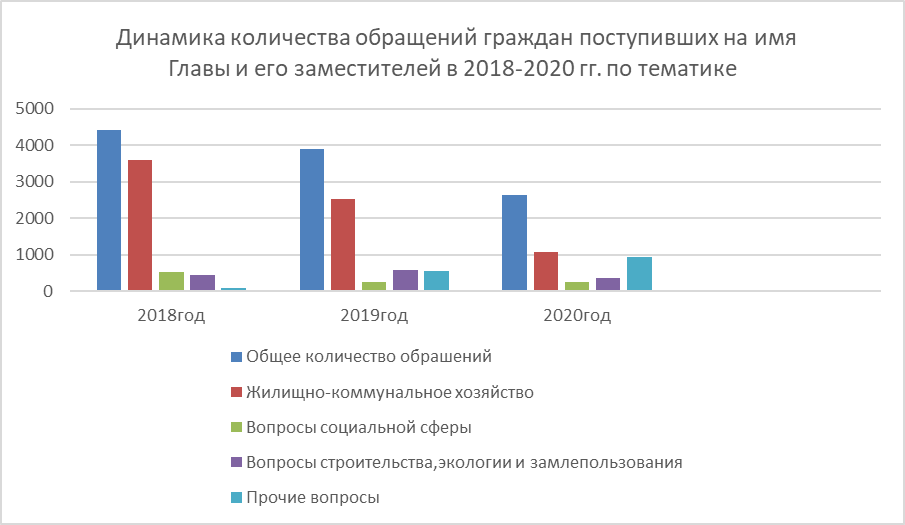 Динамика количества обращений граждан поступивших на имя
Главы и его заместителей в 2018-2020 гг. по тематике
5000
4000
3000
2000
1000
0
2018год
2019год
2020год
Общее количество обрашений
Жилищно-коммунальное хозяйство
Вопросы социальной сферы
Вопросы строительства,экологии и замлепользования
Прочие вопросы